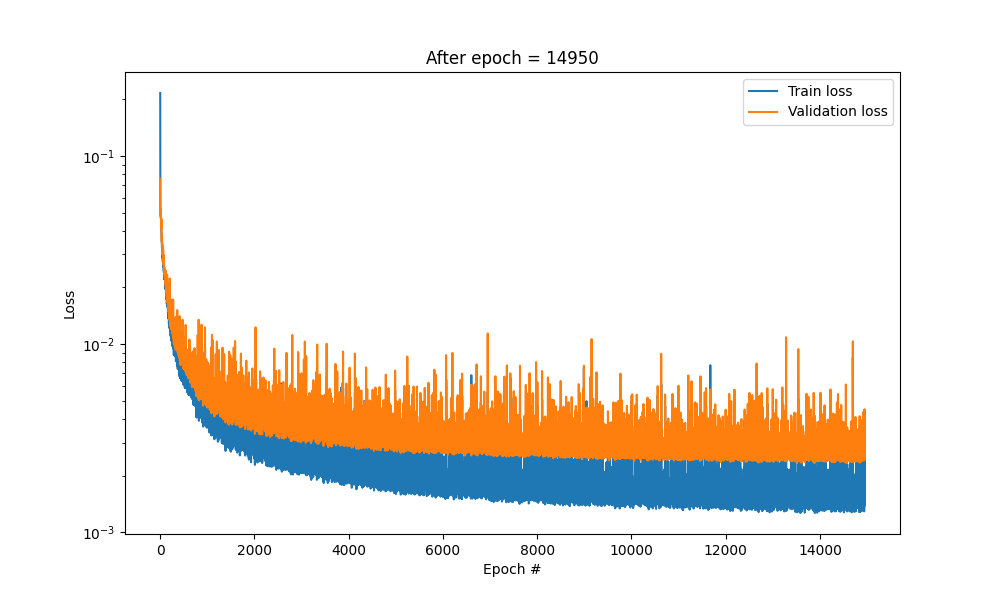 After epoch = 14950
Train loss
Validation loss
10⁻¹
10⁻²
10⁻³
Loss
0 2000 4000 6000 8000 10000 12000 14000
Epoch #